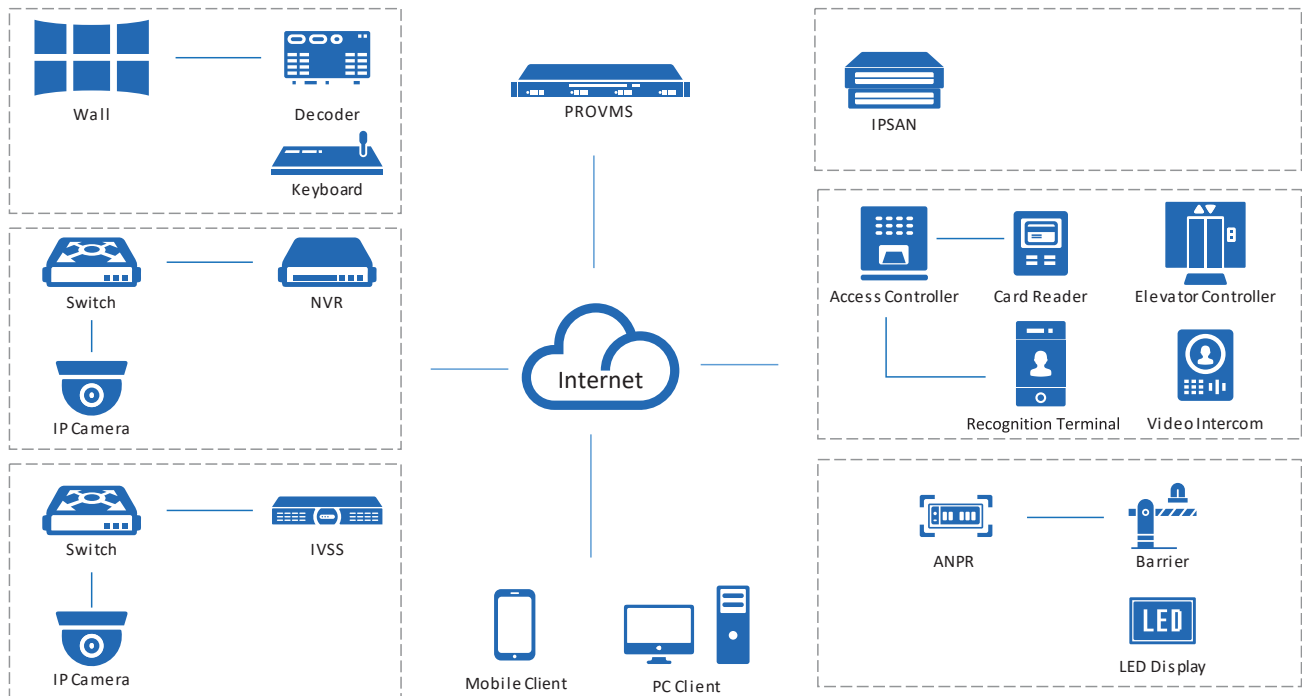 Wall
Decoder
Keyboard
Switch
NVR
IP Camera
Switch
IVSS
IP Camera
PROVMS
Internet
Mobile Client
PC Client
IPSAN
Access Controller
Card Reader
Elevator Controller
Recognition Terminal
Video Intercom
ANPR
Barrier
LED
LED Display